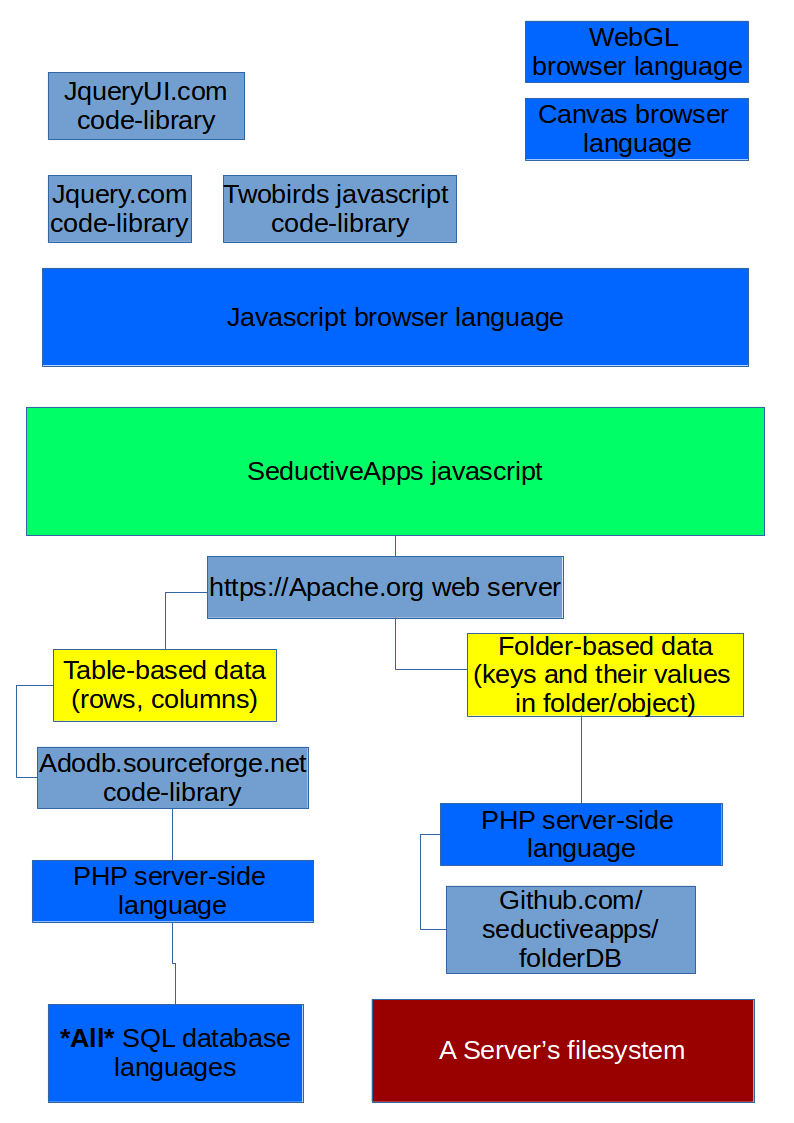 WebGL
browser language
JqueryUI.com
code-library
Canvas browser
language
Jquery.com
code-library
Twobirds javascript
code-library
Javascript browser language
SeductiveApps javascript
https://Apache.org web server
Table-based data
(rows, columns)
Folder-based data
(keys and their values
in folder/object)
Adodb.sourceforge.net
code-library
PHP server-side
language
PHP server-side
language
Github.com/
seductiveapps/
folderDB
*All* SQL database
languages
A Server’s filesystem